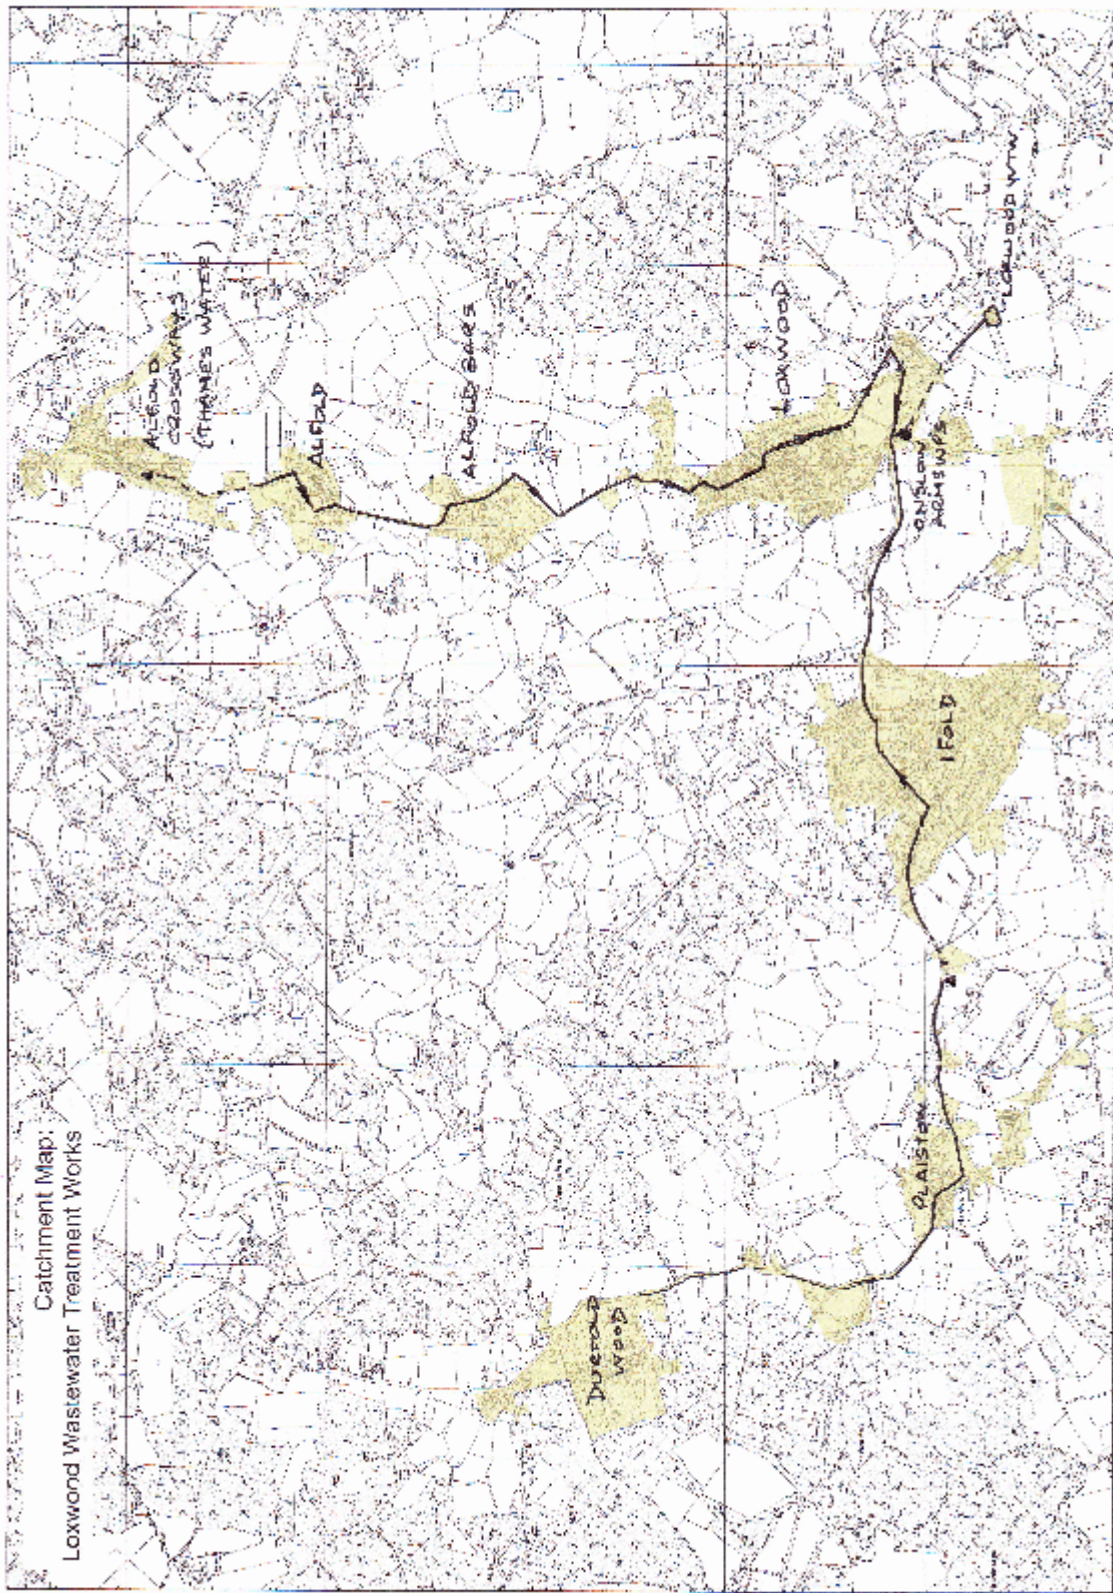 Catchment Map:
Loxwood Wastewater Treatment Works
ALFOLD
CROSSWAYS
(THAMES WATER)
ALFOLD
ALFOLD BARS
LOXWOOD
ONSLOW
ARMS WPS
LOXWOOD WTW
IFOLD
PLAISTOW
DURFOLD
WOOD